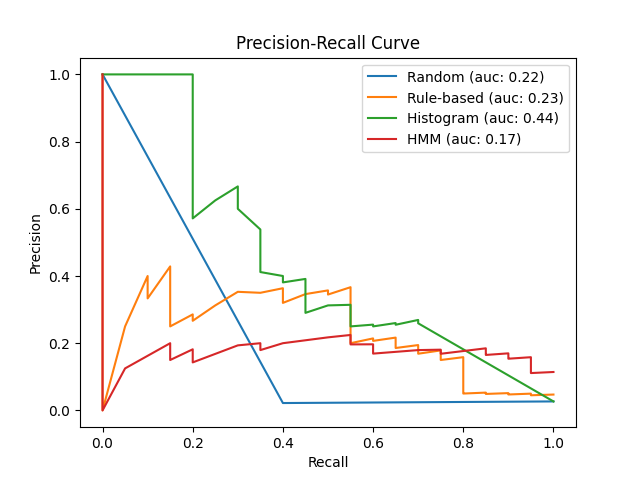 Precision-Recall Curve
Random (auc: 0.22)
Rule-based (auc: 0.23)
Histogram (auc: 0.44)
HMM (auc: 0.17)
Precision
1.0
0.8
0.6
0.4
0.2
0.0
0.0 0.2 0.4 0.6 0.8 1.0
Recall